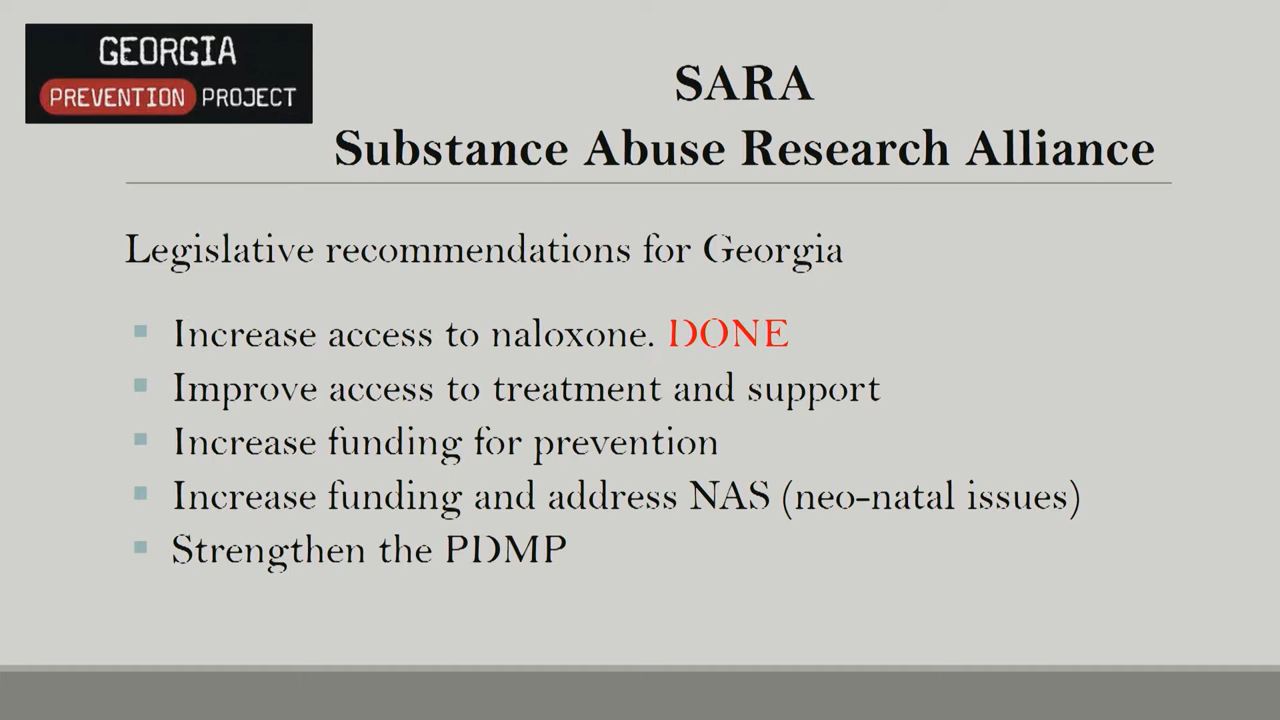 GEORGIA
PREVENTION PROJECT
SARA
Substance Abuse Research Alliance
Legislative recommendations for Georgia
Increase access to naloxone. DONE
Improve access to treatment and support
Increase funding for prevention
Increase funding and address NAS (neo-natal issues)
Strengthen the PDMP